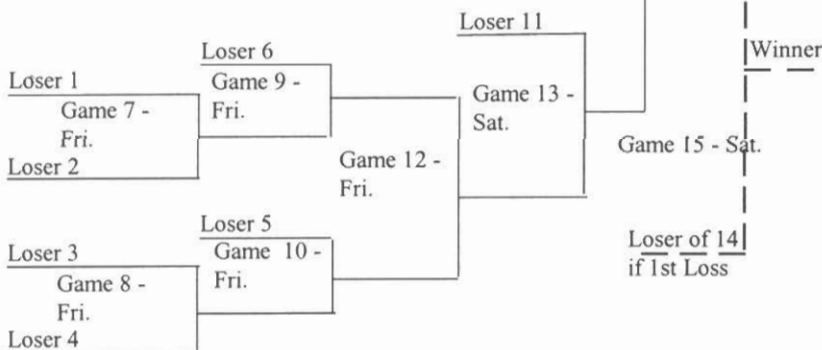 Loser 11
Winner
Loser 6
Loser 1
Game 9 -
Fri.
Game 13 -
Sat.
Game 7 -
Fri.
Game 15 - Sat.
Loser 2
Game 12 -
Fri.
Loser 5
Loser of 14
if 1st Loss
Loser 3
Game 10 -
Fri.
Game 8 -
Fri.
Loser 4